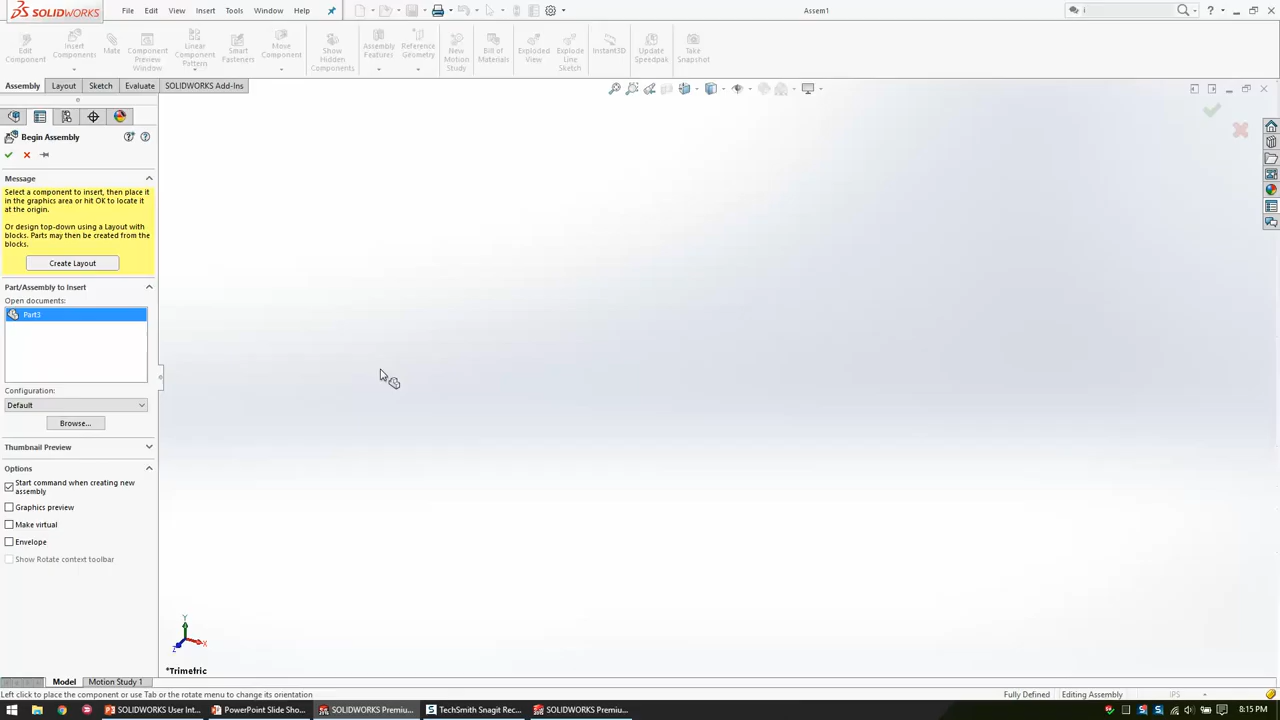 SOLIDWORKS
File Edit View Insert Tools Window Help
Assem1
i
Edit
Component
Insert
Components
Mate
Component
Preview
Window
Linear
Component
Pattern
Smart
Fasteners
Move
Component
Show
Hidden
Components
Assembly
Features
Reference
Geometry
New
Motion
Study
Bill of
Materials
Exploded
View
Explode
Line
Sketch
Instant3D
Update
Speedpak
Take
Snapshot
Assembly Layout Sketch Evaluate SOLIDWORKS Add-Ins
Begin Assembly
Message
Select a component to insert, then place it
in the graphics area or hit OK to locate it
at the origin.
Or design top-down using a Layout with
blocks. Parts may then be created from the
blocks.
Create Layout
Part/Assembly to Insert
Open documents:
Part3
Configuration:
Default
Browse...
Thumbnail Preview
Options
Start command when creating new
assembly
Graphics preview
Make virtual
Envelope
Show Rotate context toolbar
Y
X
Z
*Trimetric
Model Motion Study 1
Left click to place the component or use Tab or the rotate menu to change its orientation
Fully Defined Editing Assembly IPS
SOLIDWORKS User Int... PowerPoint Slide Sho... SOLIDWORKS Premiu... TechSmith Snagit Rec... SOLIDWORKS Premiu... 8:15 PM